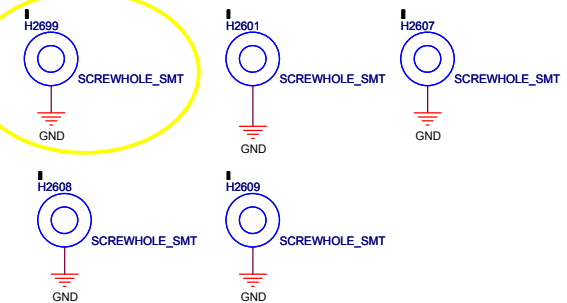 H2699
SCREWHOLE_SMT
GND
H2601
SCREWHOLE_SMT
GND
H2607
SCREWHOLE_SMT
GND
H2608
SCREWHOLE_SMT
GND
H2609
SCREWHOLE_SMT
GND